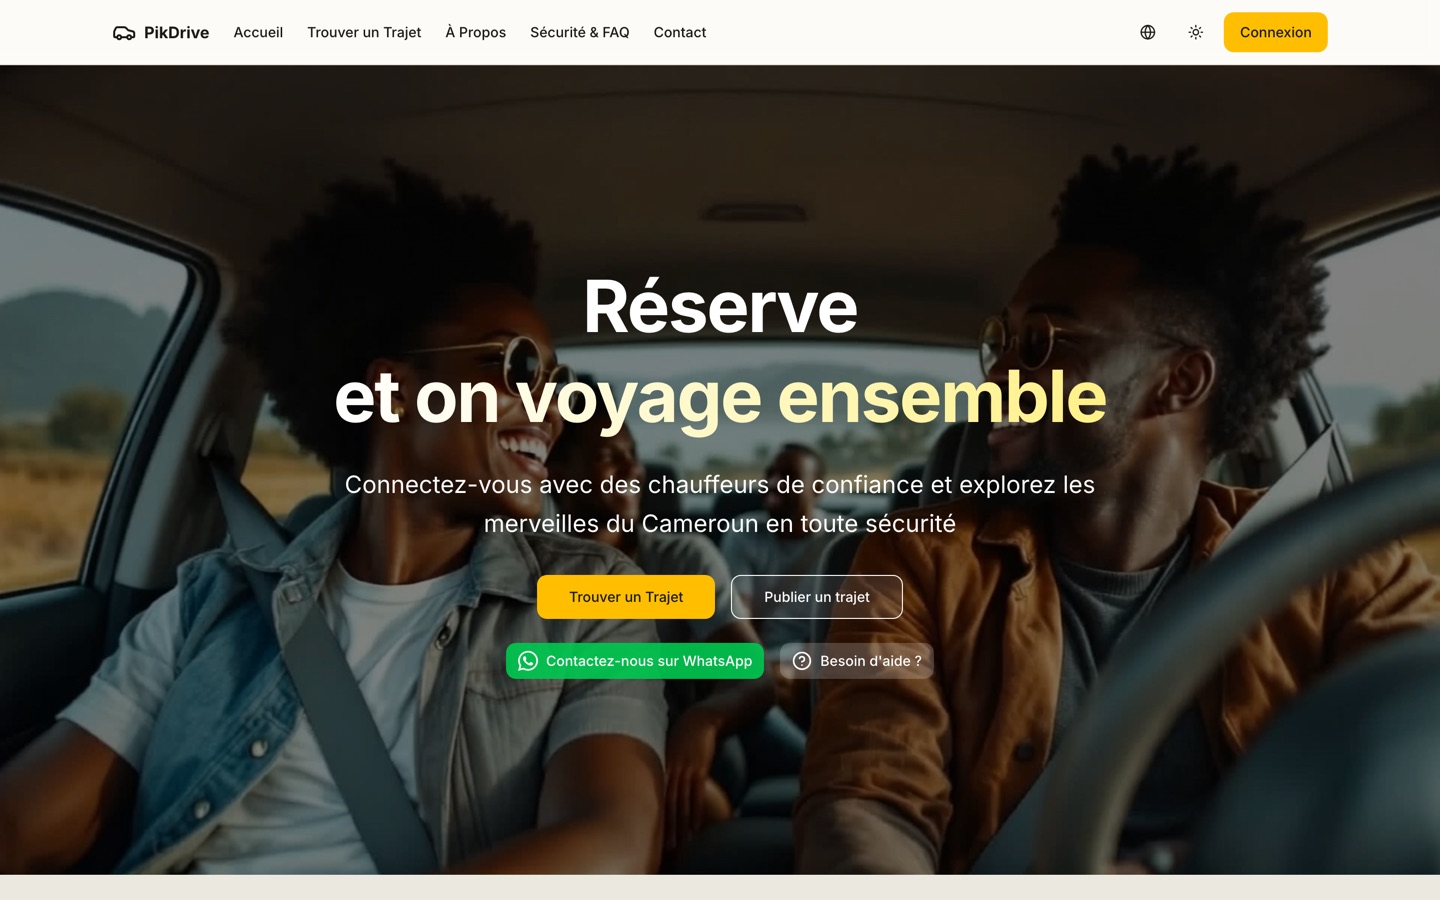 PikDrive
Accueil
Trouver un Trajet
À Propos
Sécurité & FAQ
Contact
Connexion
Réserve
et on voyage ensemble
Connectez-vous avec des chauffeurs de confiance et explorez les
merveilles du Cameroun en toute sécurité
Trouver un Trajet
Publier un trajet
Contactez-nous sur WhatsApp
Besoin d'aide ?